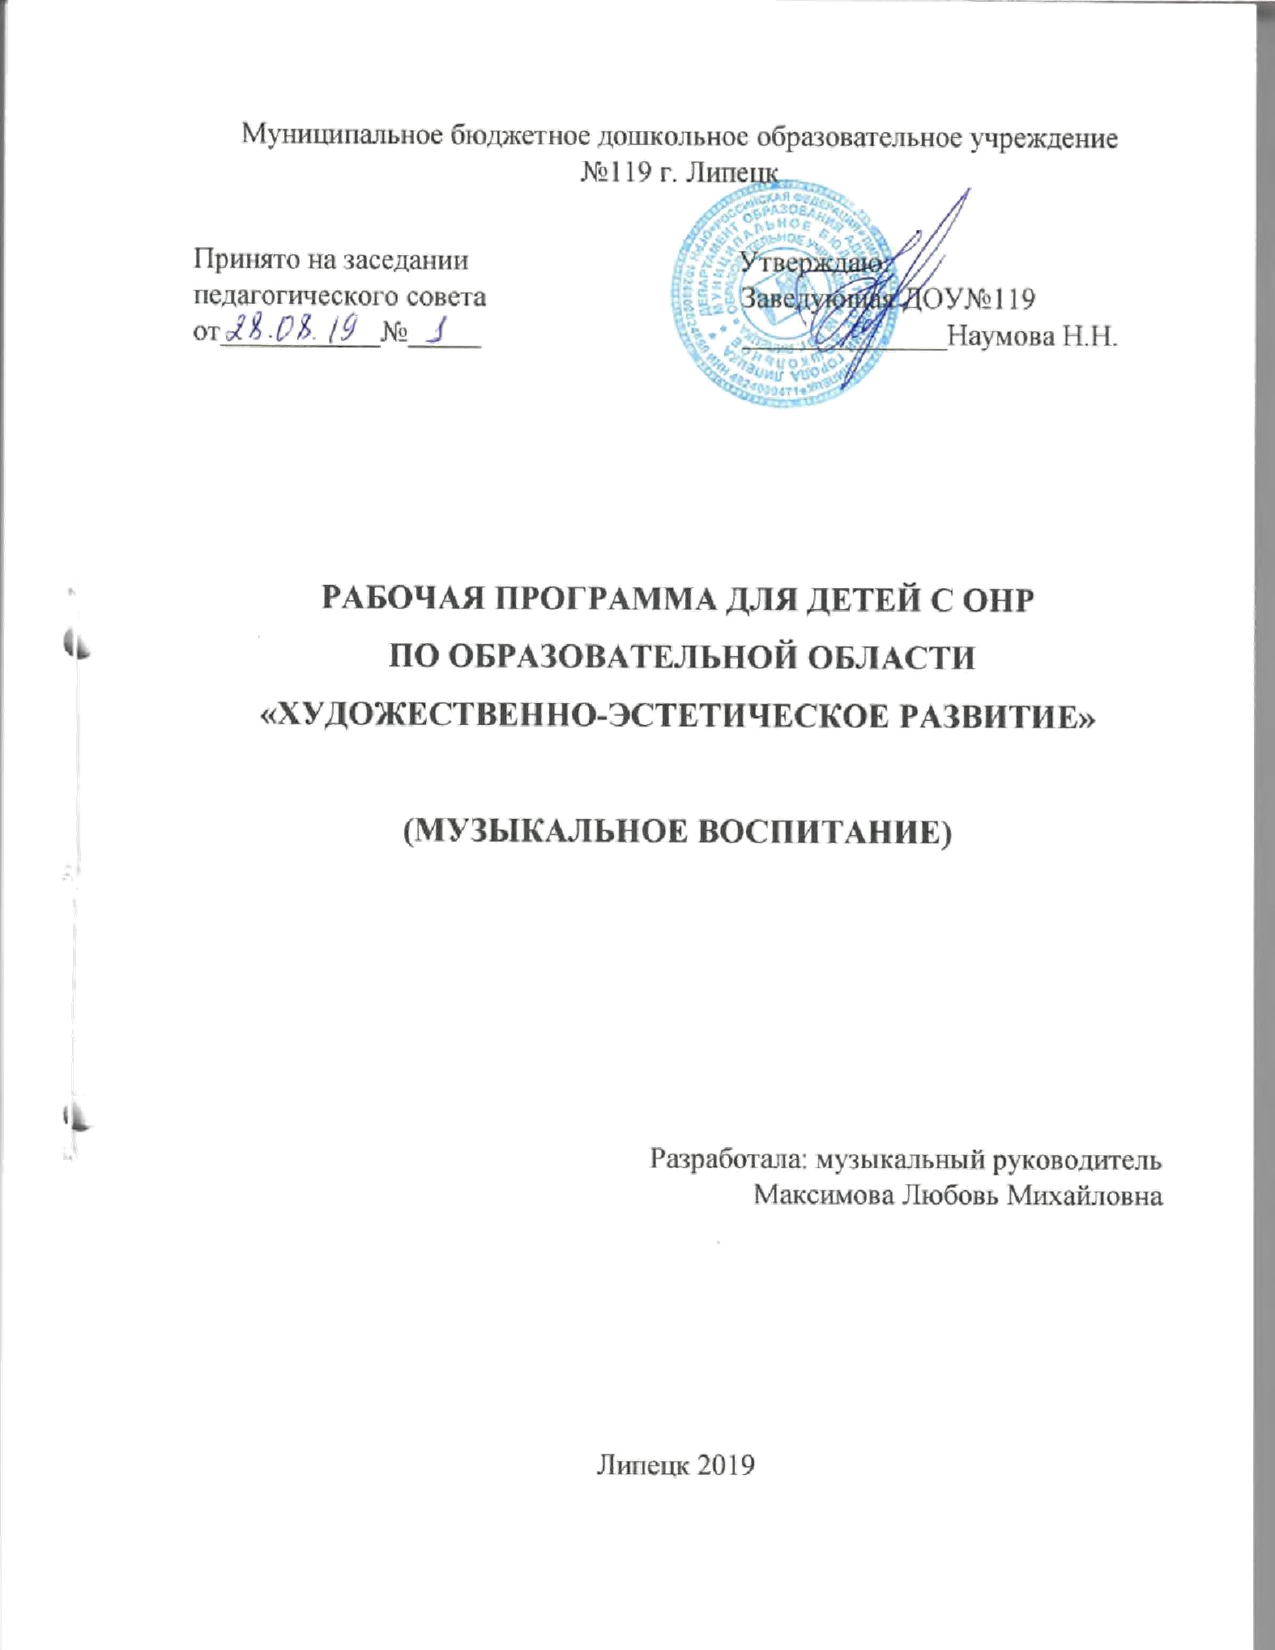 Муниципальное бюджетное дошкольное образовательное учреждение
№119 г. Липецк
Принято на заседании
педагогического совета
от 28.08.19 № 1
Утверждаю:
Заведующая ДОУ№119
Наумова Н.Н.
РАБОЧАЯ ПРОГРАММА ДЛЯ ДЕТЕЙ С ОНР
ПО ОБРАЗОВАТЕЛЬНОЙ ОБЛАСТИ
«ХУДОЖЕСТВЕННО-ЭСТЕТИЧЕСКОЕ РАЗВИТИЕ»
(МУЗЫКАЛЬНОЕ ВОСПИТАНИЕ)
Разработала: музыкальный руководитель
Максимова Любовь Михайловна
Липецк 2019